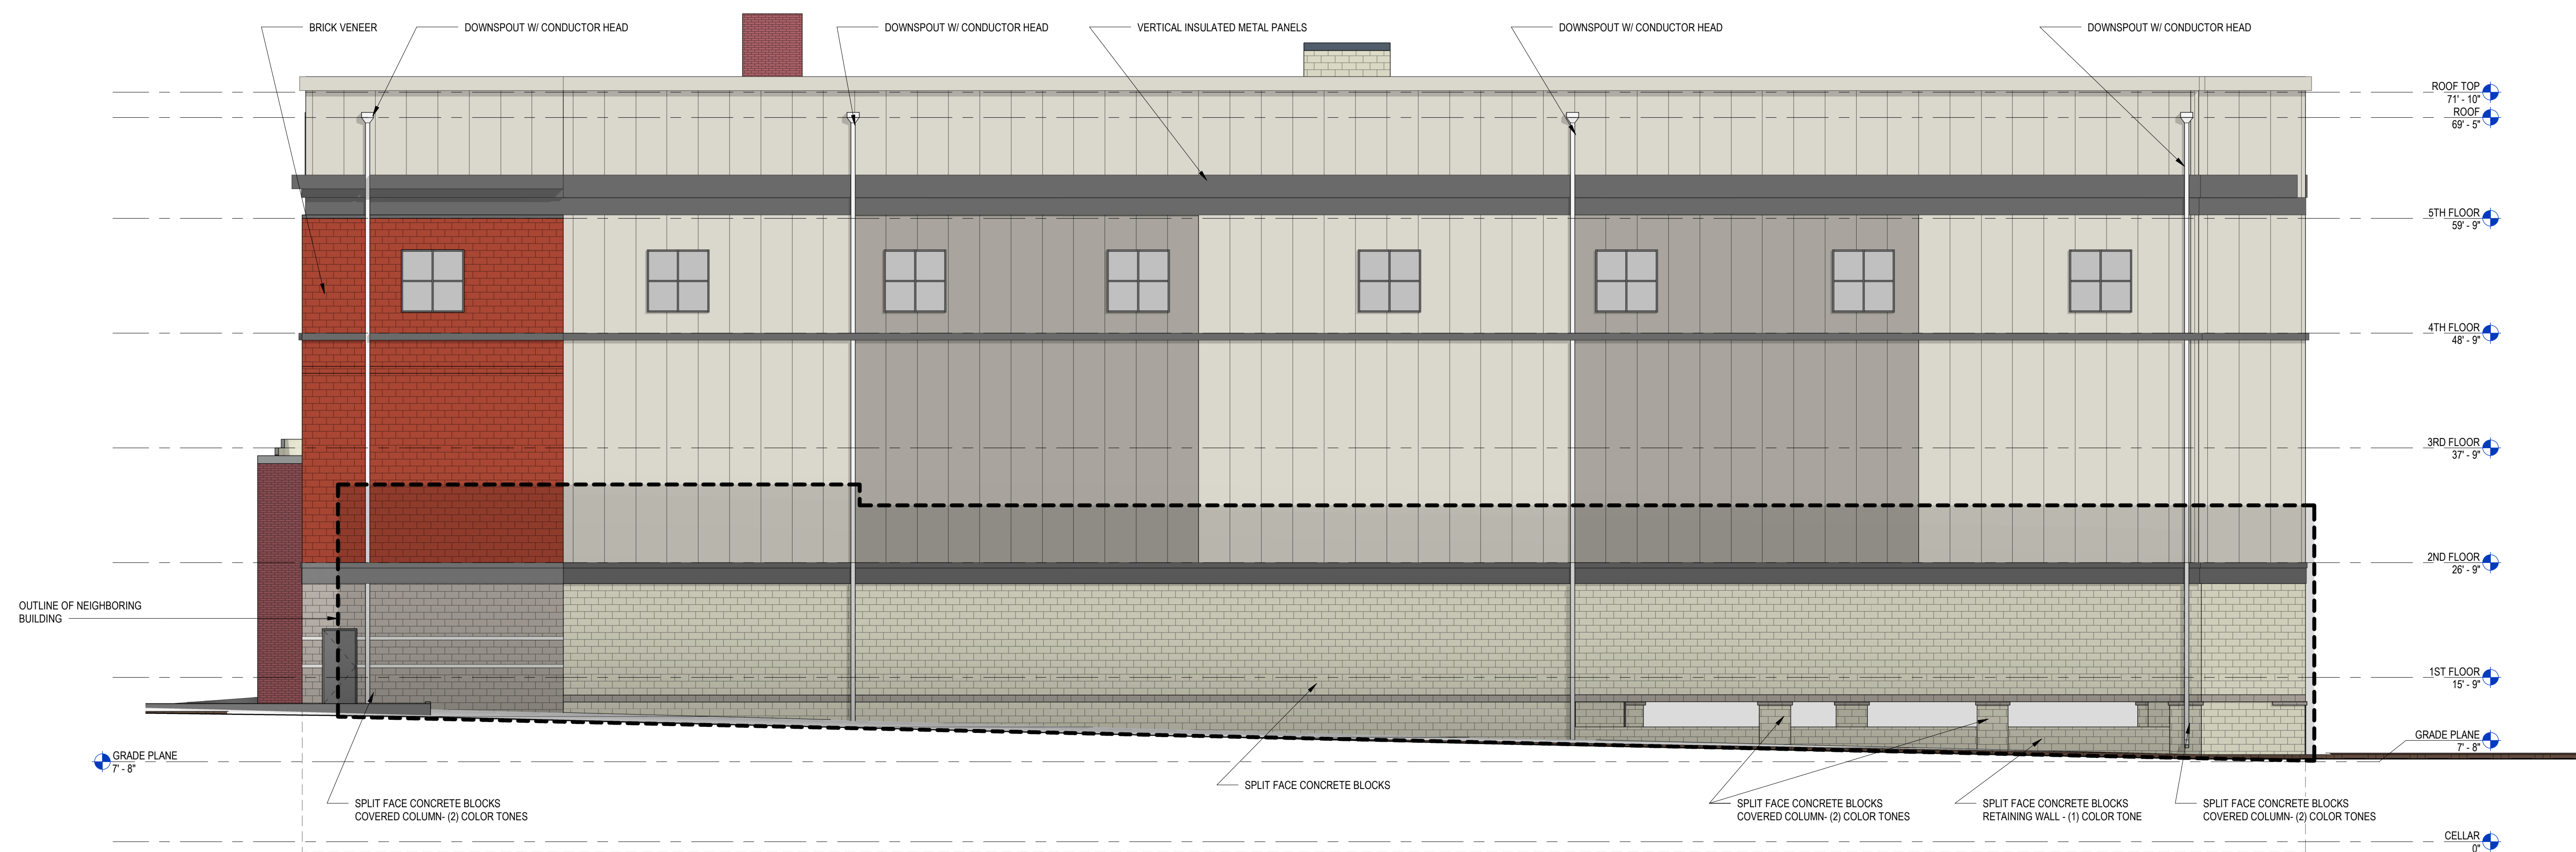 BRICK VENEER
DOWNSPOUT W/ CONDUCTOR HEAD
DOWNSPOUT W/ CONDUCTOR HEAD
VERTICAL INSULATED METAL PANELS
DOWNSPOUT W/ CONDUCTOR HEAD
DOWNSPOUT W/ CONDUCTOR HEAD
ROOF TOP
71' - 10"
ROOF
69' - 5"
5TH FLOOR
59' - 9"
4TH FLOOR
48' - 9"
3RD FLOOR
37' - 9"
2ND FLOOR
26' - 9"
OUTLINE OF NEIGHBORING
BUILDING
1ST FLOOR
15' - 9"
GRADE PLANE
7' - 8"
GRADE PLANE
7' - 8"
SPLIT FACE CONCRETE BLOCKS
SPLIT FACE CONCRETE BLOCKS
COVERED COLUMN- (2) COLOR TONES
SPLIT FACE CONCRETE BLOCKS
COVERED COLUMN- (2) COLOR TONES
SPLIT FACE CONCRETE BLOCKS
RETAINING WALL - (1) COLOR TONE
SPLIT FACE CONCRETE BLOCKS
COVERED COLUMN- (2) COLOR TONES
CELLAR
0"